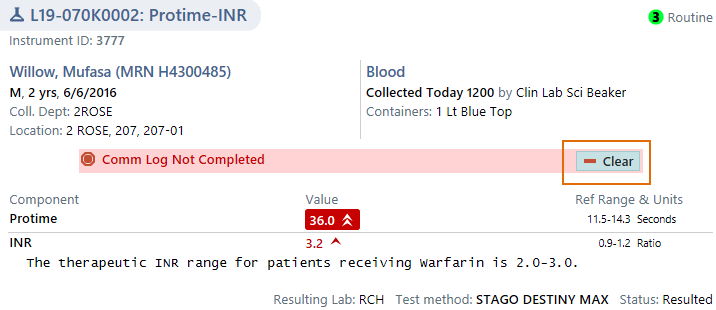 L19-070K0002: Protime-INR
3 Routine
Instrument ID: 3777
Willow, Mufasa (MRN H4300485)
M, 2 yrs, 6/6/2016
Coll. Dept: 2ROSE
Location: 2 ROSE, 207, 207-01
Blood
Collected Today 1200 by Clin Lab Sci Beaker
Containers: 1 Lt Blue Top
Comm Log Not Completed
Clear
Component Value Ref Range & Units
Protime 36.0 11.5-14.3 Seconds
INR 3.2 0.9-1.2 Ratio
The therapeutic INR range for patients receiving Warfarin is 2.0-3.0.
Resulting Lab: RCH Test method: STAGO DESTINY MAX Status: Resulted